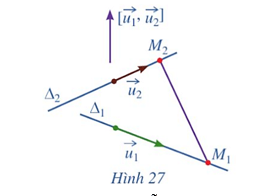 [u₁⃗, u₂⃗]
M₂
Δ₂
u₂⃗
Δ₁
u₁⃗
M₁
Hình 27